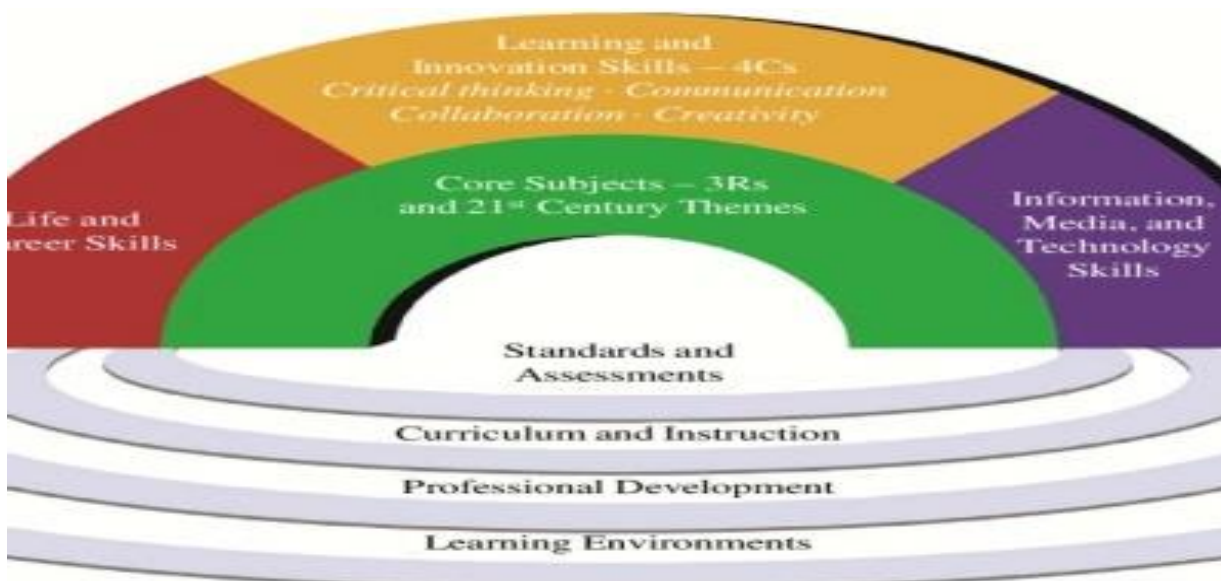 Learning and
Innovation Skills – 4Cs
Critical thinking · Communication
Collaboration · Creativity
Core Subjects – 3Rs
and 21st Century Themes
Life and
areer Skills
Information,
Media, and
Technology
Skills
Standards and
Assessments
Curriculum and Instruction
Professional Development
Learning Environments